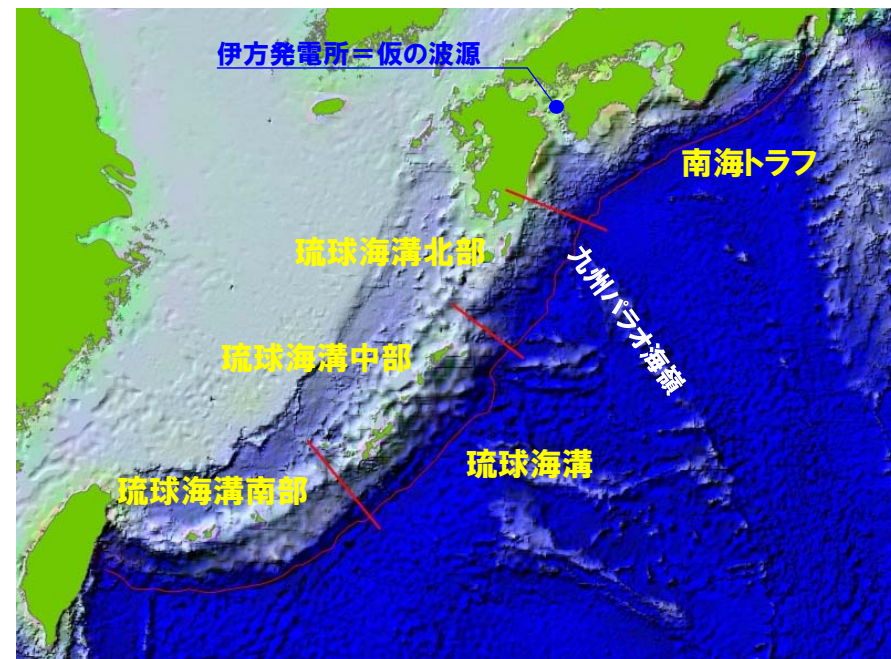 伊方発電所＝仮の波源
南海トラフ
琉球海溝北部
九州パラオ海嶺
琉球海溝中部
琉球海溝
琉球海溝南部